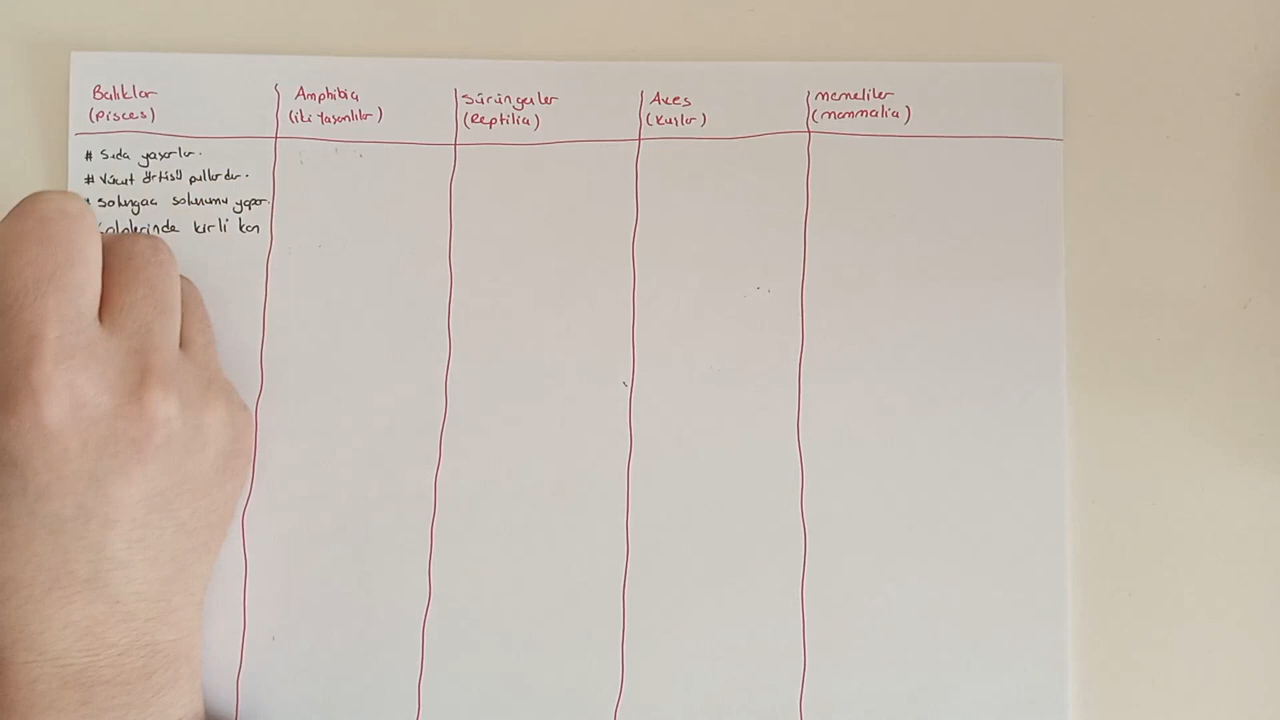 Balıklar
(Pisces)
Amphibia
(iki Yaşamlılar)
Sürüngenler
(Reptilia)
Aves
(Kuşlar)
memeliler
(mammalia)
# Suda yaşarlar.
# Vücut örtüsü pullardır.
# Solungaç solunumu yapar.
kalplerinde kirli kan